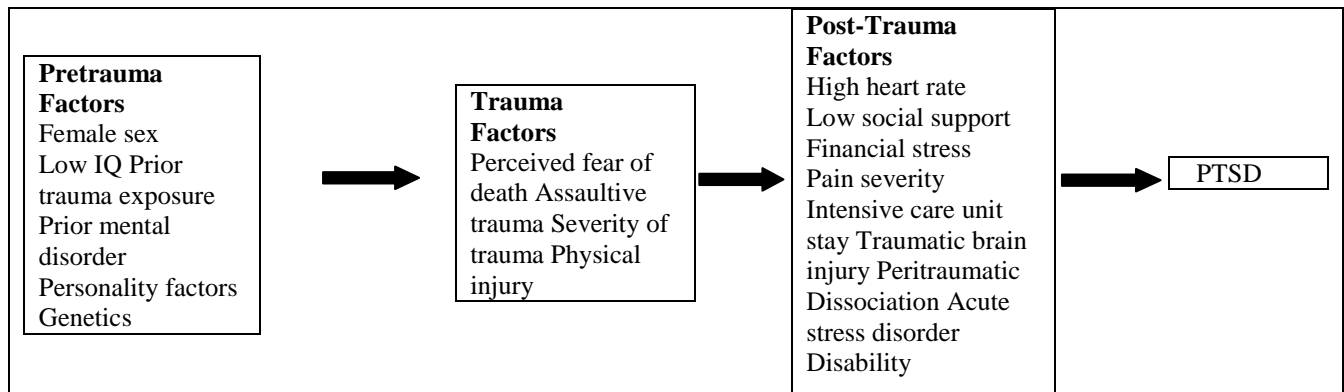 Pretrauma
Factors
Female sex
Low IQ Prior
trauma exposure
Prior mental
disorder
Personality factors
Genetics
Trauma
Factors
Perceived fear of
death Assaultive
trauma Severity of
trauma Physical
injury
Post-Trauma
Factors
High heart rate
Low social support
Financial stress
Pain severity
Intensive care unit
stay Traumatic brain
injury Peritraumatic
Dissociation Acute
stress disorder
Disability
PTSD